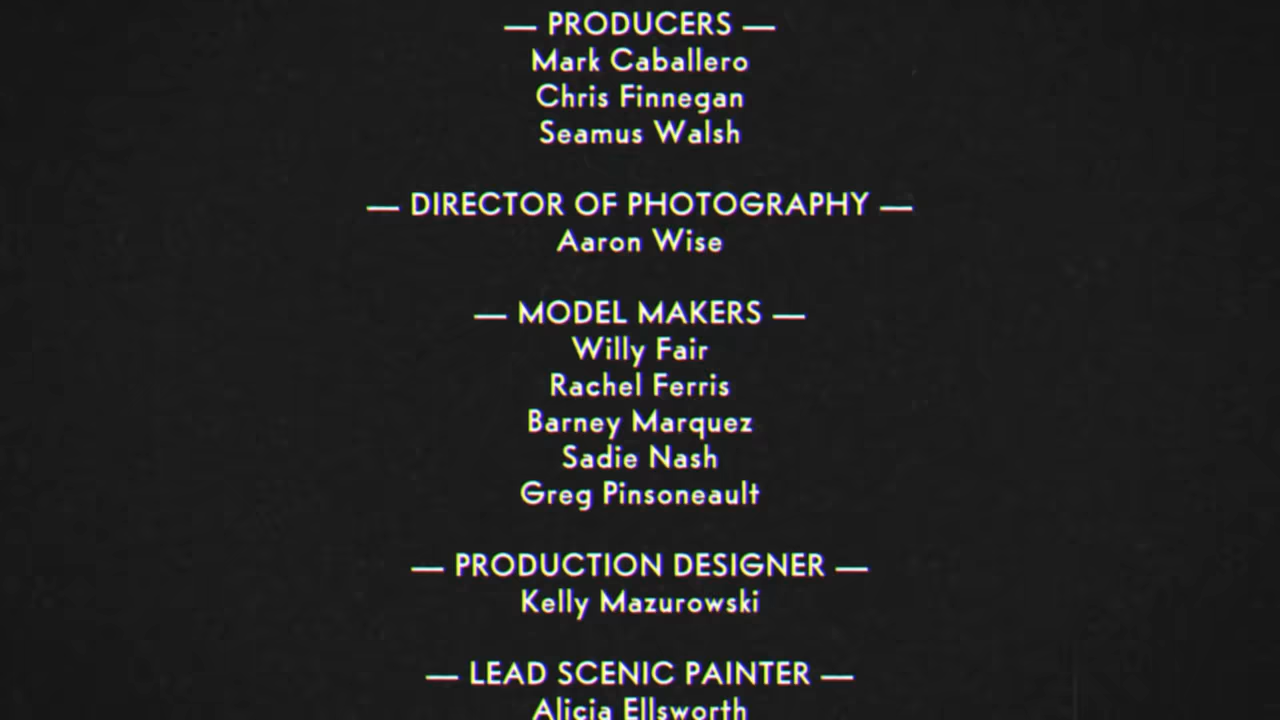 — PRODUCERS —
Mark Caballero
Chris Finnegan
Seamus Walsh
— DIRECTOR OF PHOTOGRAPHY —
Aaron Wise
— MODEL MAKERS —
Willy Fair
Rachel Ferris
Barney Marquez
Sadie Nash
Greg Pinsoneault
— PRODUCTION DESIGNER —
Kelly Mazurowski
— LEAD SCENIC PAINTER —
Alicia Ellsworth